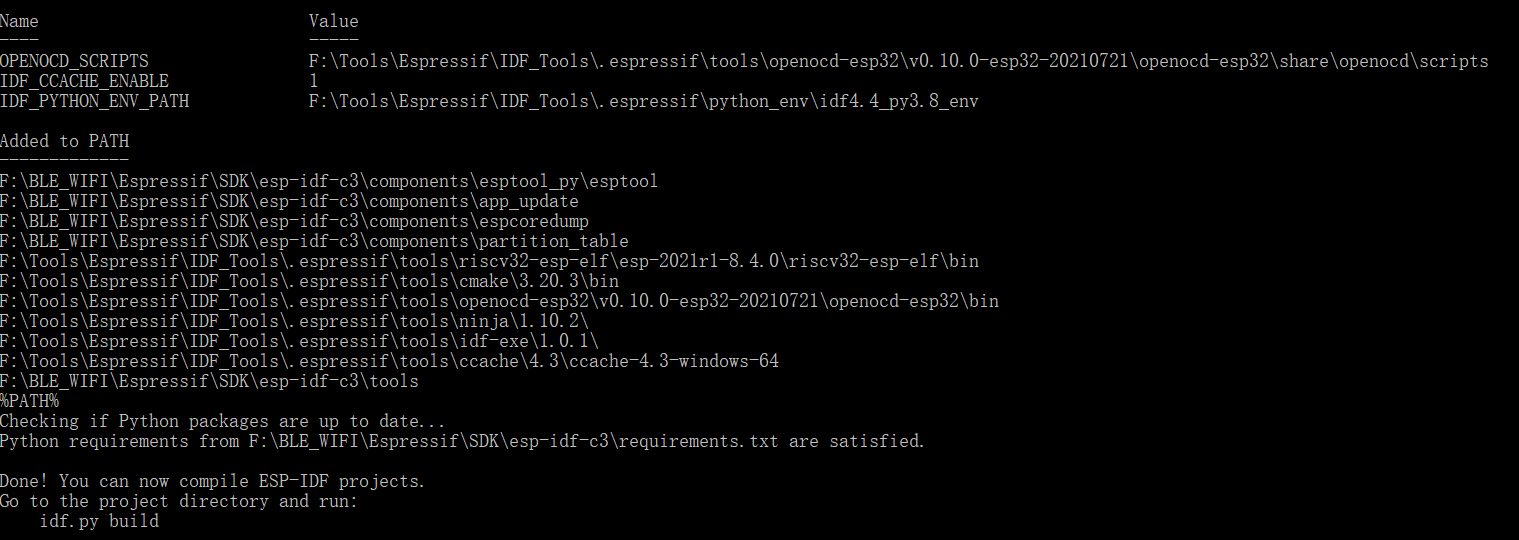 Name Value
---- -----
OPENOCD_SCRIPTS F:\Tools\Espressif\IDF_Tools\.espressif\tools\openocd-esp32\v0.10.0-esp32-20210721\openocd-esp32\share\openocd\scripts
IDF_CCACHE_ENABLE 1
IDF_PYTHON_ENV_PATH F:\Tools\Espressif\IDF_Tools\.espressif\python_env\idf4.4_py3.8_env
Added to PATH
-------------
F:\BLE_WIFI\Espressif\SDK\esp-idf-c3\components\esptool_py\esptool
F:\BLE_WIFI\Espressif\SDK\esp-idf-c3\components\app_update
F:\BLE_WIFI\Espressif\SDK\esp-idf-c3\components\espcoredump
F:\BLE_WIFI\Espressif\SDK\esp-idf-c3\components\partition_table
F:\Tools\Espressif\IDF_Tools\.espressif\tools\riscv32-esp-elf\esp-2021r1-8.4.0\riscv32-esp-elf\bin
F:\Tools\Espressif\IDF_Tools\.espressif\tools\cmake\3.20.3\bin
F:\Tools\Espressif\IDF_Tools\.espressif\tools\openocd-esp32\v0.10.0-esp32-20210721\openocd-esp32\bin
F:\Tools\Espressif\IDF_Tools\.espressif\tools\ninja\1.10.2\
F:\Tools\Espressif\IDF_Tools\.espressif\tools\idf-exe\1.0.1\
F:\Tools\Espressif\IDF_Tools\.espressif\tools\ccache\4.3\ccache-4.3-windows-64
F:\BLE_WIFI\Espressif\SDK\esp-idf-c3\tools
%PATH%
Checking if Python packages are up to date...
Python requirements from F:\BLE_WIFI\Espressif\SDK\esp-idf-c3\requirements.txt are satisfied.
Done! You can now compile ESP-IDF projects.
Go to the project directory and run:
idf.py build